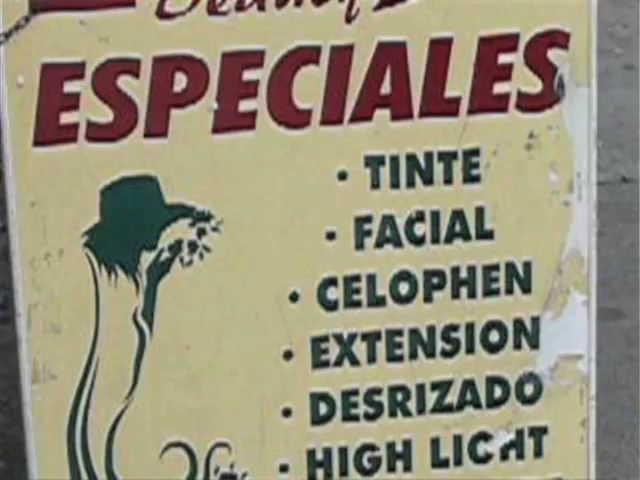 ESPECIALES
· TINTE
· FACIAL
· CELOPHEN
· EXTENSION
· DESRIZADO
· HIGH LIGHT